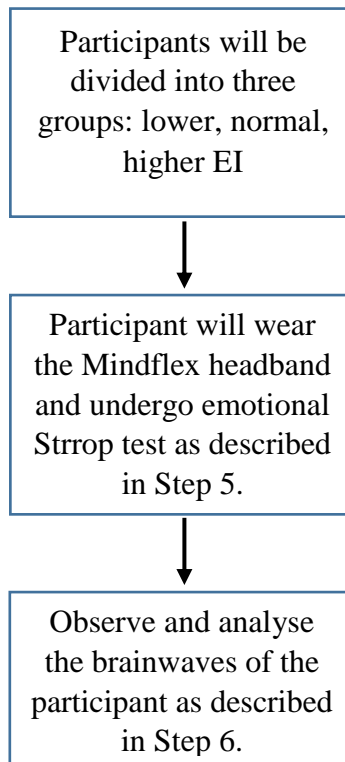 Participants will be
divided into three
groups: lower, normal,
higher EI
Participant will wear
the Mindflex headband
and undergo emotional
Strrop test as described
in Step 5.
Observe and analyse
the brainwaves of the
participant as described
in Step 6.